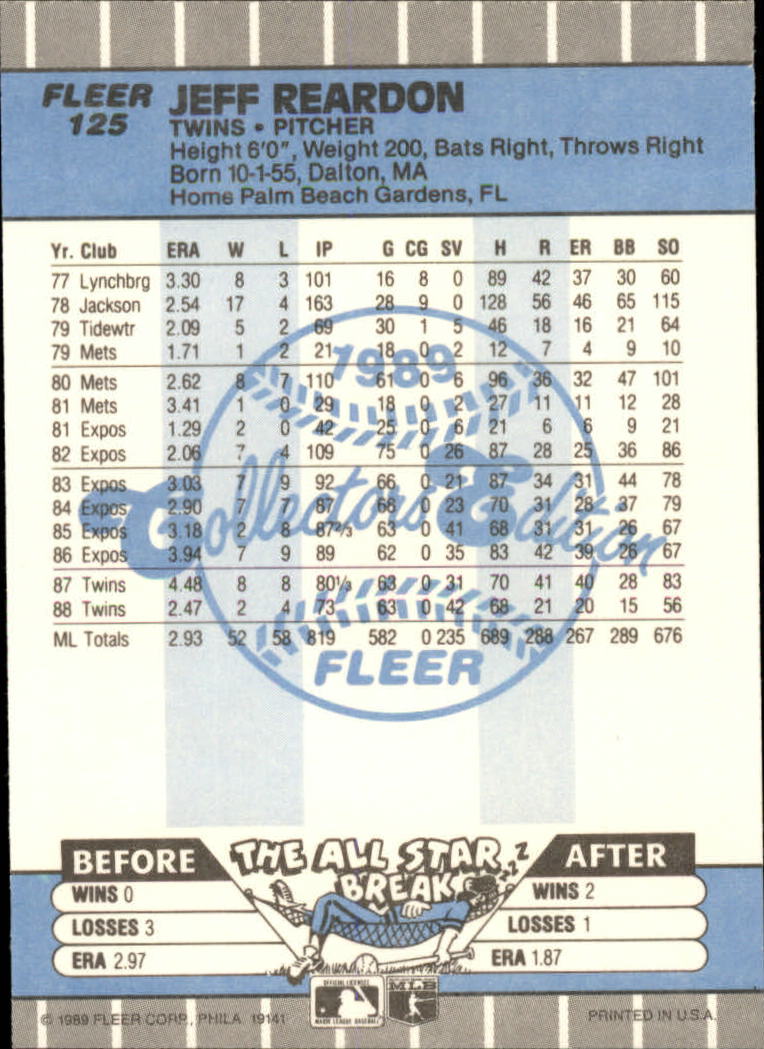 FLEER JEFF REARDON
125 TWINS • PITCHER
Height 6'0", Weight 200, Bats Right, Throws Right
Born 10-1-55, Dalton, MA
Home Palm Beach Gardens, FL
Yr. Club ERA W L IP G CG SV H R ER BB SO
77 Lynchbrg 3.30 8 3 101 16 8 0 89 42 37 30 60
78 Jackson 2.54 17 4 163 28 9 0 128 56 46 65 115
79 Tidewtr 2.09 5 2 69 30 1 5 46 18 16 21 64
79 Mets 1.71 1 2 21 18 0 2 12 7 4 9 10
80 Mets 2.62 8 7 110 61 0 6 96 36 32 47 101
81 Mets 3.41 1 0 29 18 0 2 27 11 11 12 28
81 Expos 1.29 2 0 42 25 0 6 21 6 6 9 21
82 Expos 2.06 7 4 109 75 0 26 87 28 25 36 86
83 Expos 3.03 7 9 92 66 0 21 87 34 31 44 78
84 Expos 2.90 7 7 87 68 0 23 70 31 28 37 79
85 Expos 3.18 2 8 87⅓ 63 0 41 68 31 31 26 67
86 Expos 3.94 7 9 89 62 0 35 83 42 39 26 67
87 Twins 4.48 8 8 80⅓ 63 0 31 70 41 40 28 83
88 Twins 2.47 2 4 73 63 0 42 68 21 20 15 56
ML Totals 2.93 52 58 819 582 0 235 689 288 267 289 676
1989
Collectors' Edition
FLEER
BEFORE THE ALL STAR BREAK AFTER
z-z Z
WINS 0 WINS 2
LOSSES 3 LOSSES 1
ERA 2.97 ERA 1.87
OFFICIAL LICENSEE
MAJOR LEAGUE BASEBALL
MLB
© 1989 FLEER CORP., PHILA. 19141 PRINTED IN U.S.A.